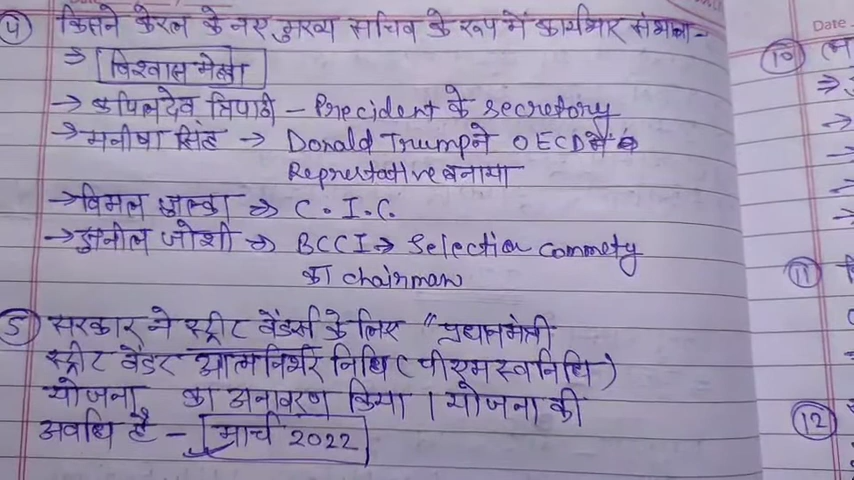 ④ किसने केरल के नए मुख्य सचिव के रूप में कार्यभार संभाला -
⇒ विश्वास मेहता
→ कपिलदेव त्रिपाठी - Precident के secretory
→ मनीषा सिंह → Donald Trump ने OECD में
Represtative बनाया
→ विमल जुल्का ⇒ C.I.C.
→ सुनील जोशी ⇒ BCCI → Selection commety
का chairman
⑤ सरकार ने स्ट्रीट वेंडर्स के लिए "प्रधानमंत्री
स्ट्रीट वेंडर आत्मनिर्भर निधि (पीएम स्वनिधि)
योजना का अनावरण किया । योजना की
अवधि है - मार्च 2022
Date
⑩
⑪
⑫